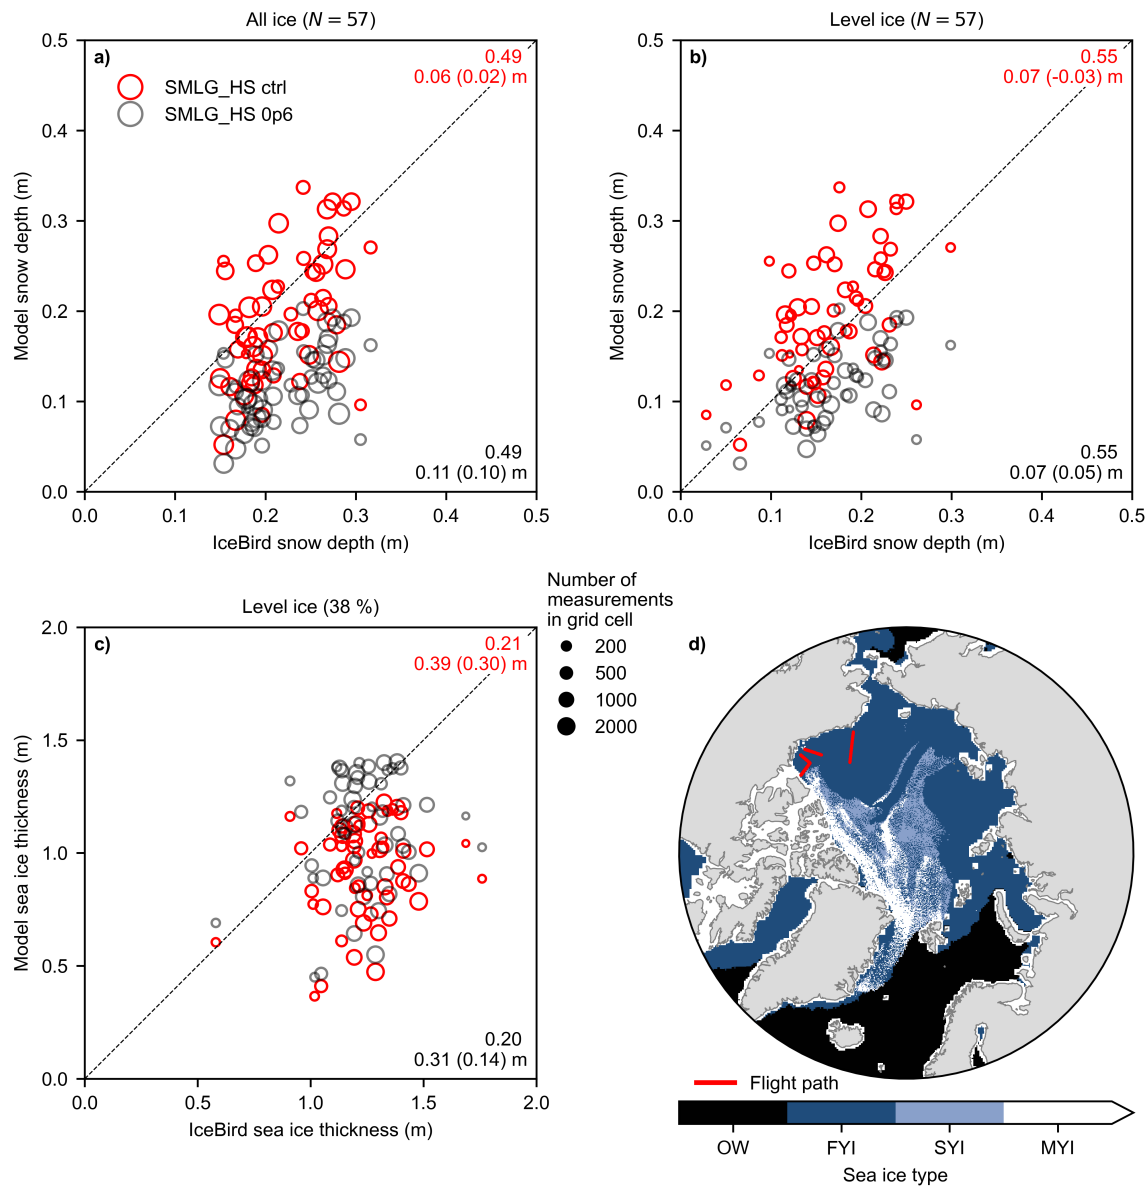 All ice (N = 57)
a)
0.49
0.06 (0.02) m
SMLG_HS ctrl
SMLG_HS 0p6
0.49
0.11 (0.10) m
Model snow depth (m)
0.5
0.4
0.3
0.2
0.1
0.0
0.0 0.1 0.2 0.3 0.4 0.5
IceBird snow depth (m)
Level ice (N = 57)
b)
0.55
0.07 (-0.03) m
0.55
0.07 (0.05) m
Model snow depth (m)
0.5
0.4
0.3
0.2
0.1
0.0
0.0 0.1 0.2 0.3 0.4 0.5
IceBird snow depth (m)
Level ice (38 %)
c)
0.21
0.39 (0.30) m
0.20
0.31 (0.14) m
Model sea ice thickness (m)
2.0
1.5
1.0
0.5
0.0
0.0 0.5 1.0 1.5 2.0
IceBird sea ice thickness (m)
Number of
measurements
in grid cell
200
500
1000
2000
d)
Flight path
OW FYI SYI MYI
Sea ice type